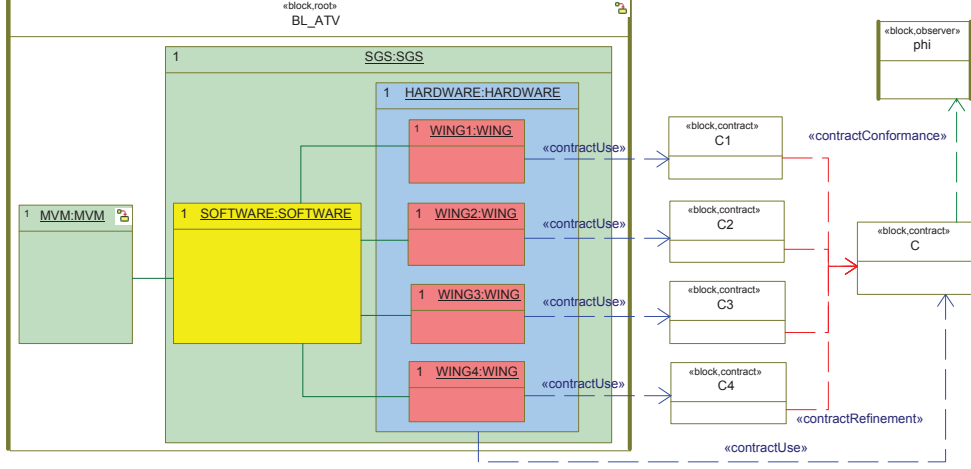 «block,root»
BL_ATV
1 SGS:SGS
1 HARDWARE:HARDWARE
1 WING1:WING
1 WING2:WING
1 WING3:WING
1 WING4:WING
1 SOFTWARE:SOFTWARE
1 MVM:MVM
«contractUse»
«contractUse»
«contractUse»
«contractUse»
«block,contract»
C1
«block,contract»
C2
«block,contract»
C3
«block,contract»
C4
«block,observer»
phi
«contractConformance»
«block,contract»
C
«contractRefinement»
«contractUse»